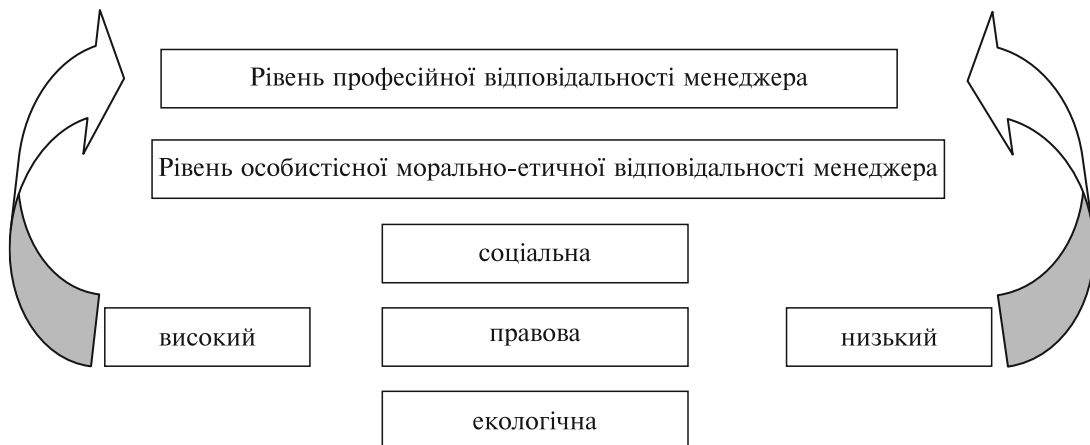 Рівень професійної відповідальності менеджера
Рівень особистісної морально-етичної відповідальності менеджера
соціальна
високий
правова
низький
екологічна